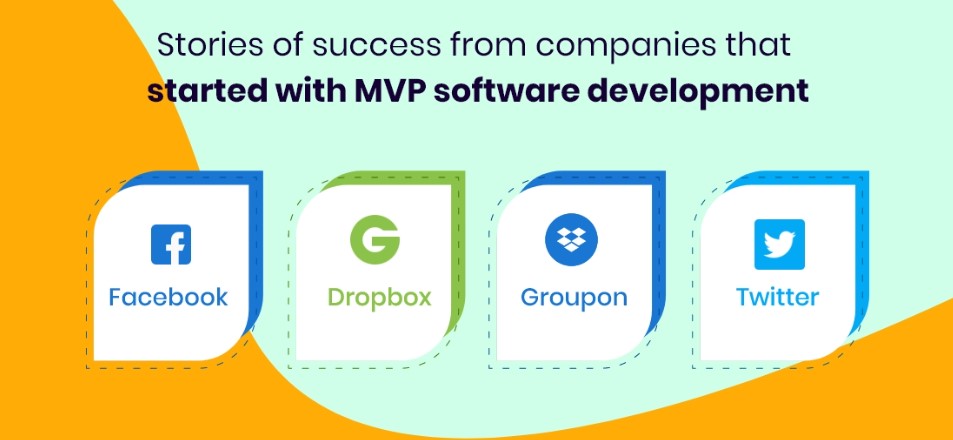 Stories of success from companies that
started with MVP software development
Facebook
Dropbox
Groupon
Twitter